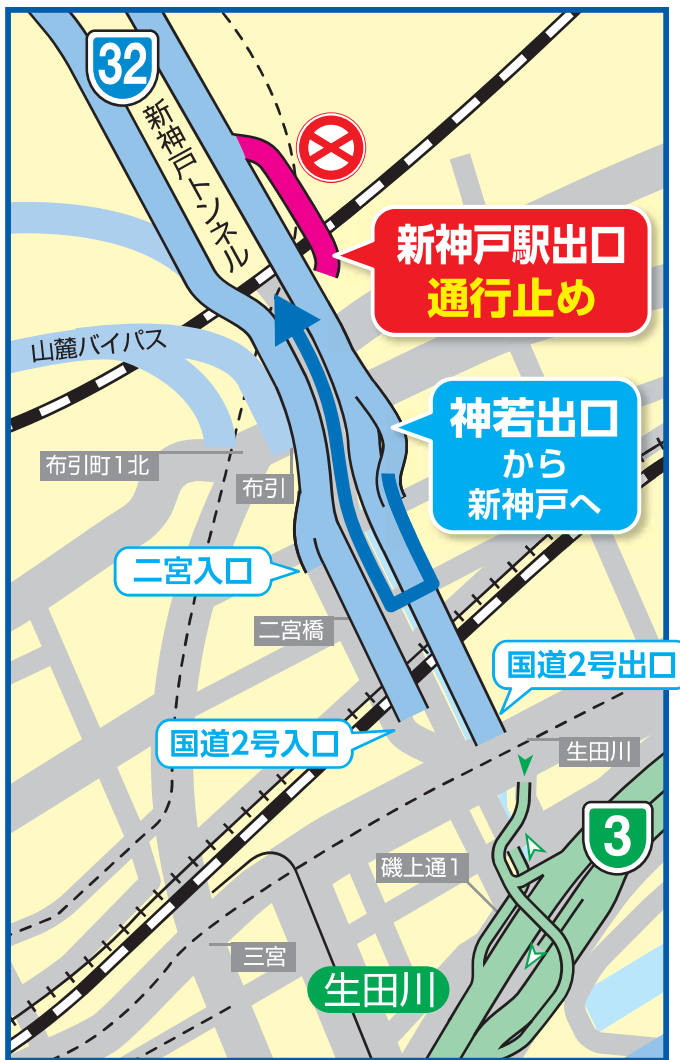 32
新神戸トンネル
新神戸駅出口
通行止め
山麓バイパス
神若出口
から
新神戸へ
布引町1北
布引
二宮入口
二宮橋
国道2号出口
国道2号入口
生田川
3
磯上通1
三宮
生田川